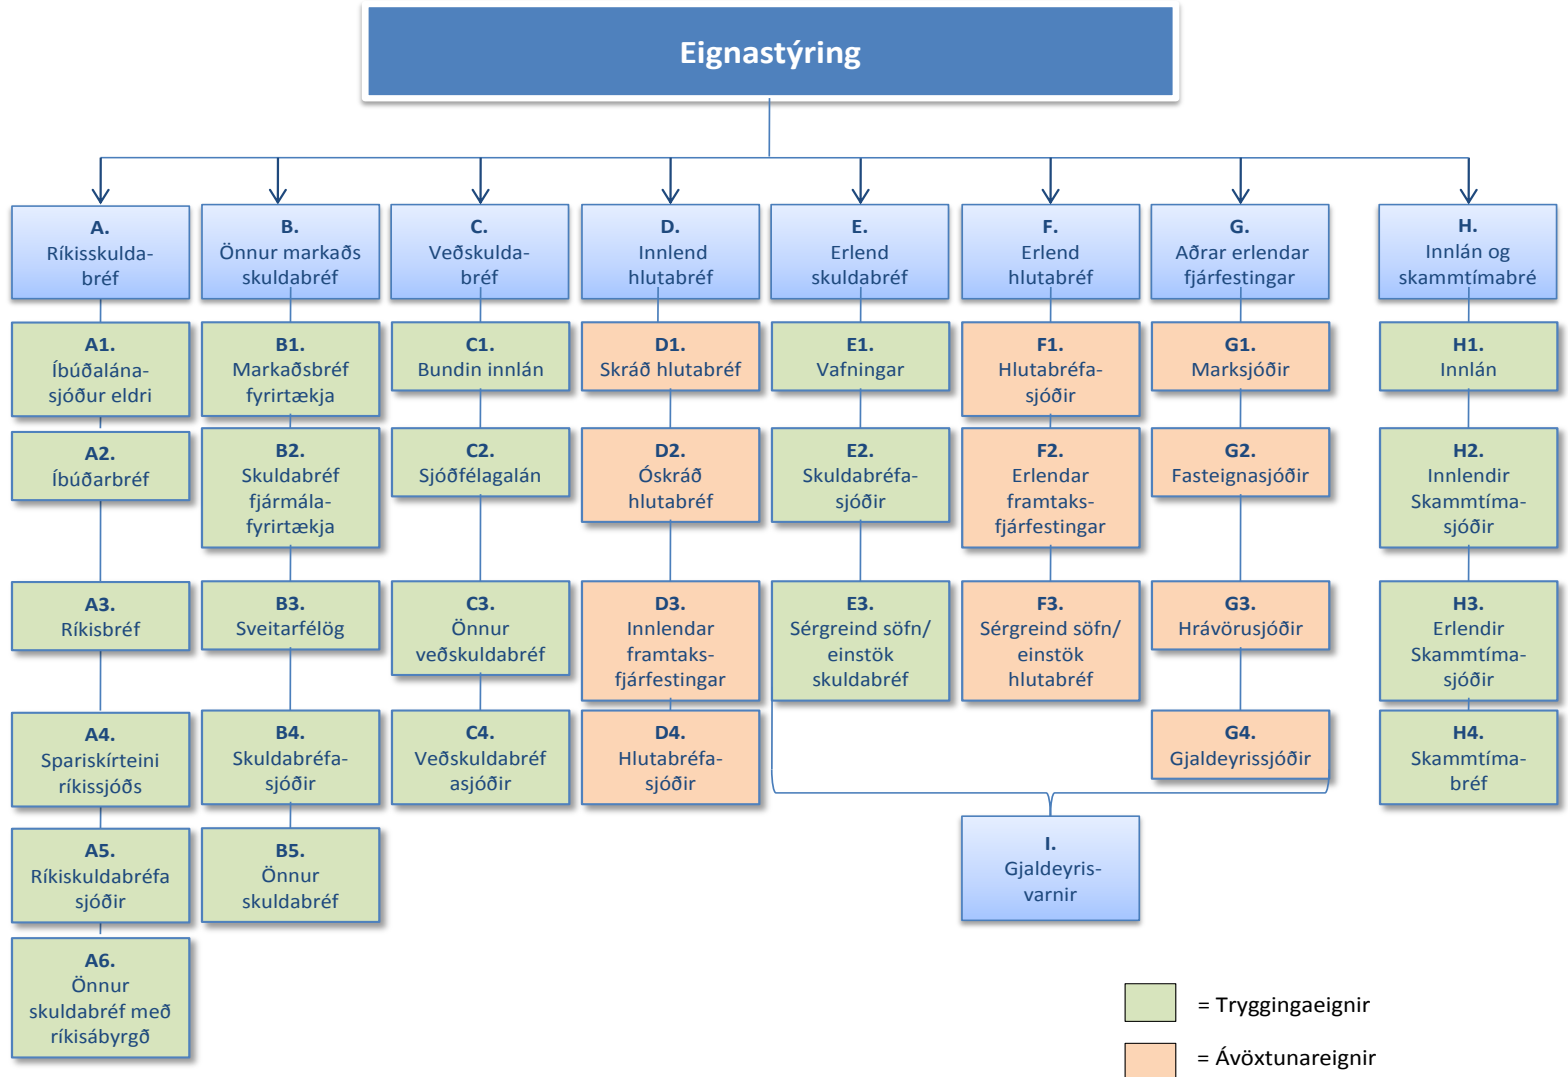 Eignastýring
A.
Ríkisskulda-
bréf
B.
Önnur markaðs
skuldabréf
C.
Veðskulda-
bréf
D.
Innlend
hlutabréf
E.
Erlend
skuldabréf
F.
Erlend
hlutabréf
G.
Aðrar erlendar
fjárfestingar
H.
Innlán og
skammtímabré
A1.
Íbúðalána-
sjóður eldri
B1.
Markaðsbréf
fyrirtækja
C1.
Bundin innlán
D1.
Skráð hlutabréf
E1.
Vafningar
F1.
Hlutabréfa-
sjóðir
G1.
Marksjóðir
H1.
Innlán
A2.
Íbúðarbréf
B2.
Skuldabréf
fjármála-
fyrirtækja
C2.
Sjóðfélagalán
D2.
Óskráð
hlutabréf
E2.
Skuldabréfa-
sjóðir
F2.
Erlendar
framtaks-
fjárfestingar
G2.
Fasteignasjóðir
H2.
Innlendir
Skammtíma-
sjóðir
A3.
Ríkisbréf
B3.
Sveitarfélög
C3.
Önnur
veðskuldabréf
D3.
Innlendar
framtaks-
fjárfestingar
E3.
Sérgreind söfn/
einstök
skuldabréf
F3.
Sérgreind söfn/
einstök
hlutabréf
G3.
Hrávörusjóðir
H3.
Erlendir
Skammtíma-
sjóðir
A4.
Spariskírteini
ríkissjóðs
B4.
Skuldabréfa-
sjóðir
C4.
Veðskuldabréf
asjóðir
D4.
Hlutabréfa-
sjóðir
G4.
Gjaldeyrissjóðir
H4.
Skammtíma-
bréf
A5.
Ríkiskuldabréfa
sjóðir
B5.
Önnur
skuldabréf
I.
Gjaldeyris-
varnir
A6.
Önnur
skuldabréf með
ríkisábyrgð
= Tryggingaeignir
= Ávöxtunareignir